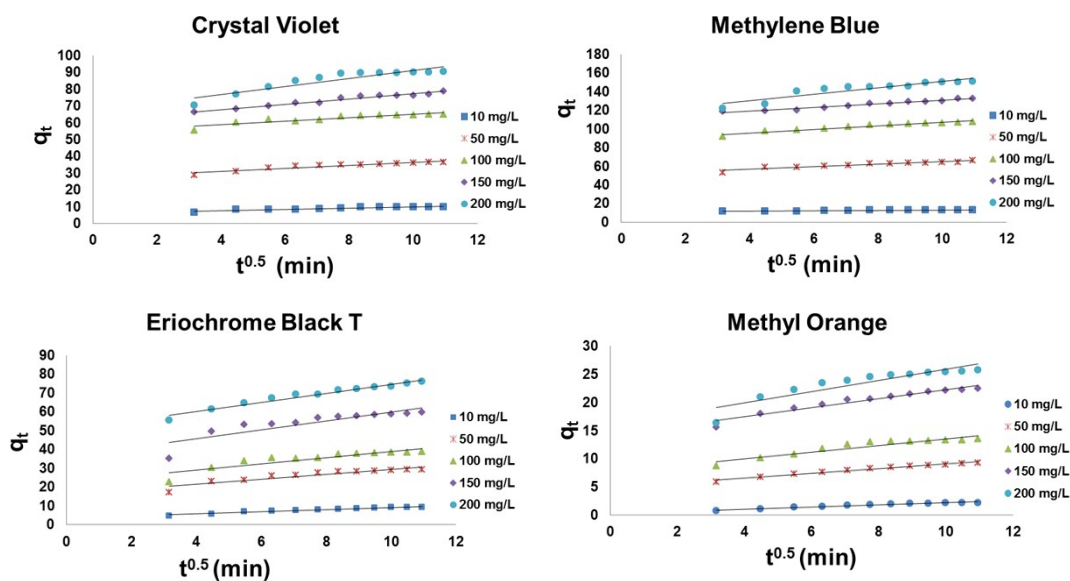 Crystal Violet
100
90
80
70
60
50
40
30
20
10
0
qt
0 2 4 6 8 10 12
t0.5 (min)
10 mg/L
50 mg/L
100 mg/L
150 mg/L
200 mg/L
Methylene Blue
180
160
140
120
100
80
60
40
20
0
qt
0 2 4 6 8 10 12
t0.5 (min)
10 mg/L
50 mg/L
100 mg/L
150 mg/L
200 mg/L
Eriochrome Black T
90
80
70
60
50
40
30
20
10
0
qt
0 2 4 6 8 10 12
t0.5 (min)
10 mg/L
50 mg/L
100 mg/L
150 mg/L
200 mg/L
Methyl Orange
30
25
20
15
10
5
0
qt
0 2 4 6 8 10 12
t0.5 (min)
10 mg/L
50 mg/L
100 mg/L
150 mg/L
200 mg/L